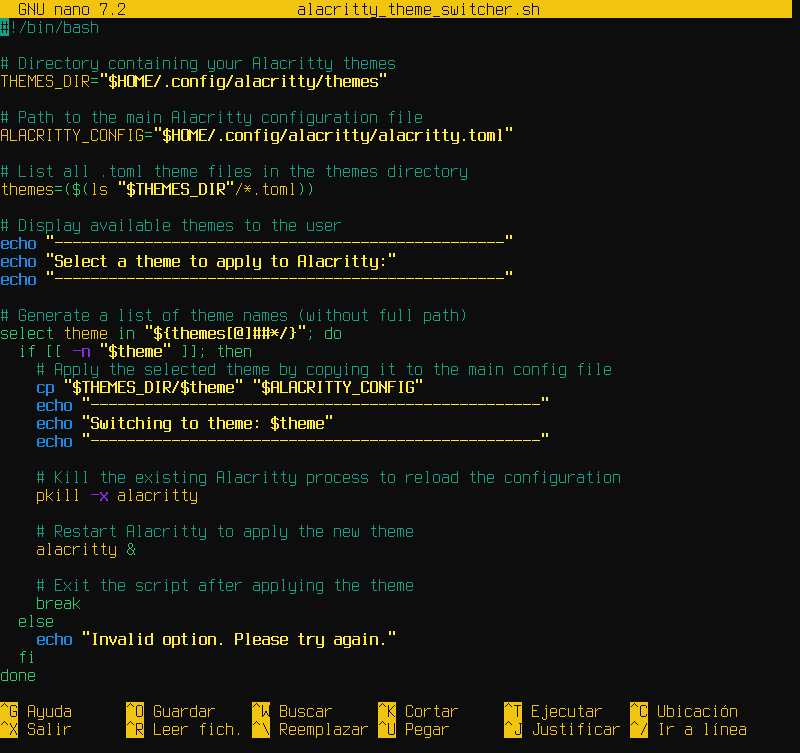 GNU nano 7.2 alacritty_theme_switcher.sh
#!/bin/bash

# Directory containing your Alacritty themes
THEMES_DIR="$HOME/.config/alacritty/themes"

# Path to the main Alacritty configuration file
ALACRITTY_CONFIG="$HOME/.config/alacritty/alacritty.toml"

# List all .toml theme files in the themes directory
themes=($(ls "$THEMES_DIR"/*.toml))

# Display available themes to the user
echo "--------------------------------------------------"
echo "Select a theme to apply to Alacritty:"
echo "--------------------------------------------------"

# Generate a list of theme names (without full path)
select theme in "${themes[@]##*/}"; do
  if [[ -n "$theme" ]]; then
    # Apply the selected theme by copying it to the main config file
    cp "$THEMES_DIR/$theme" "$ALACRITTY_CONFIG"
    echo "--------------------------------------------------"
    echo "Switching to theme: $theme"
    echo "--------------------------------------------------"

    # Kill the existing Alacritty process to reload the configuration
    pkill -x alacritty

    # Restart Alacritty to apply the new theme
    alacritty &

    # Exit the script after applying the theme
    break
  else
    echo "Invalid option. Please try again."
  fi
done

^G Ayuda ^O Guardar ^W Buscar ^K Cortar ^T Ejecutar ^C Ubicación
^X Salir ^R Leer fich. ^\ Reemplazar ^U Pegar ^J Justificar ^/ Ir a línea